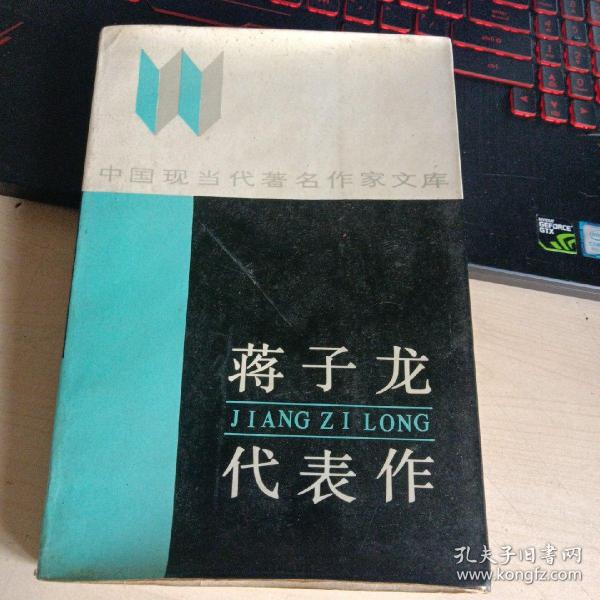 中国现当代著名作家文库
蒋子龙
JIANG ZI LONG
代表作
GEFORCE
GTX
孔夫子旧书网
www.kongfz.com